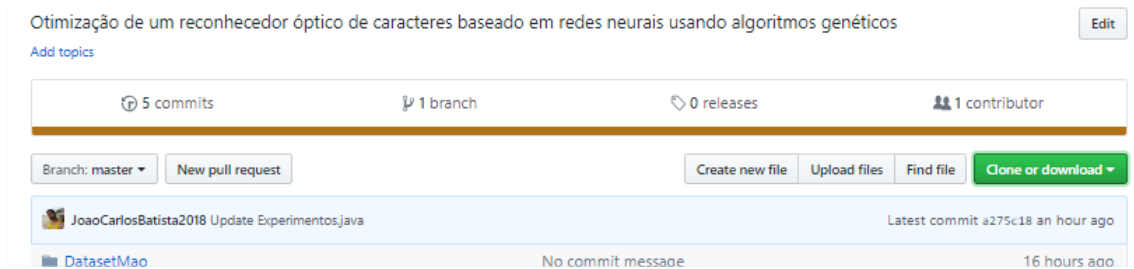 Otimização de um reconhecedor óptico de caracteres baseado em redes neurais usando algoritmos genéticos Edit
Add topics
5 commits 1 branch 0 releases 1 contributor
Branch: master New pull request Create new file Upload files Find file Clone or download
JoaoCarlosBatista2018 Update Experimentos.java Latest commit a275c18 an hour ago
DatasetMao No commit message 16 hours ago